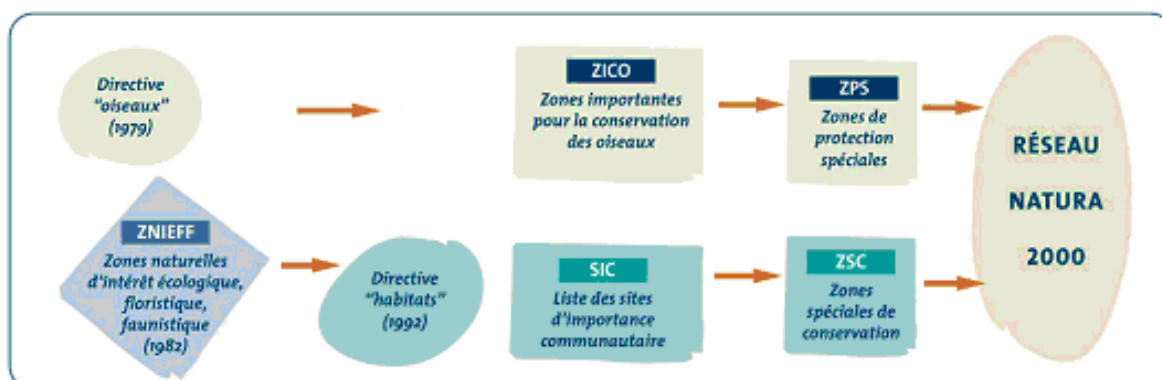 Directive
"oiseaux"
(1979)
ZICO
Zones importantes
pour la conservation
des oiseaux
ZPS
Zones de
protection
spéciales
ZNIEFF
Zones naturelles
d'intérêt écologique,
floristique,
faunistique
(1982)
Directive
"habitats"
(1992)
SIC
Liste des sites
d'importance
communautaire
ZSC
Zones
spéciales de
conservation
RÉSEAU
NATURA
2000